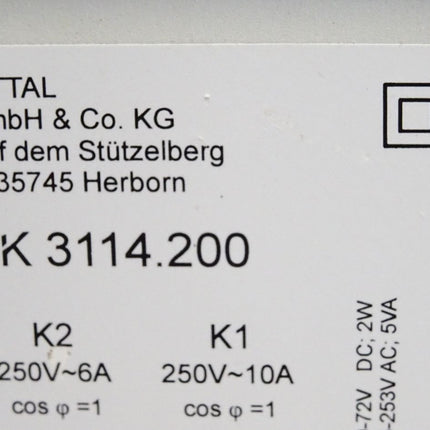 TTAL
mbH & Co. KG
f dem Stützelberg
35745 Herborn
K 3114.200
K2
K1
250V~6A
250V~10A
cos φ =1
cos φ =1
-72V DC; 2W
-253V AC; 5VA